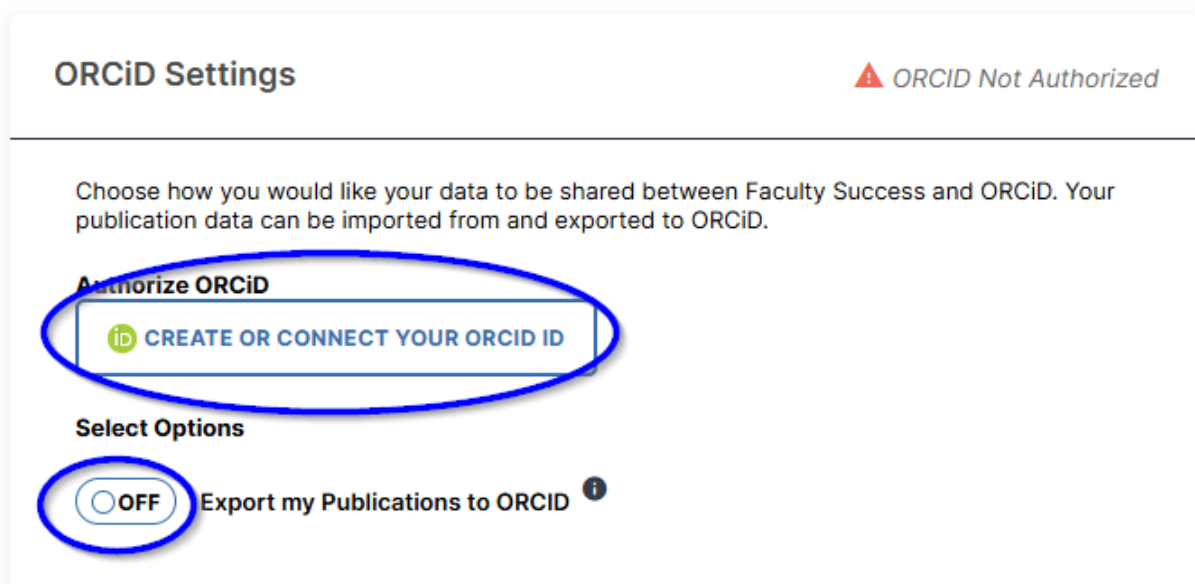 ORCiD Settings
ORCID Not Authorized
Choose how you would like your data to be shared between Faculty Success and ORCiD. Your
publication data can be imported from and exported to ORCiD.
Authorize ORCiD
iD CREATE OR CONNECT YOUR ORCID ID
Select Options
OFF Export my Publications to ORCID i